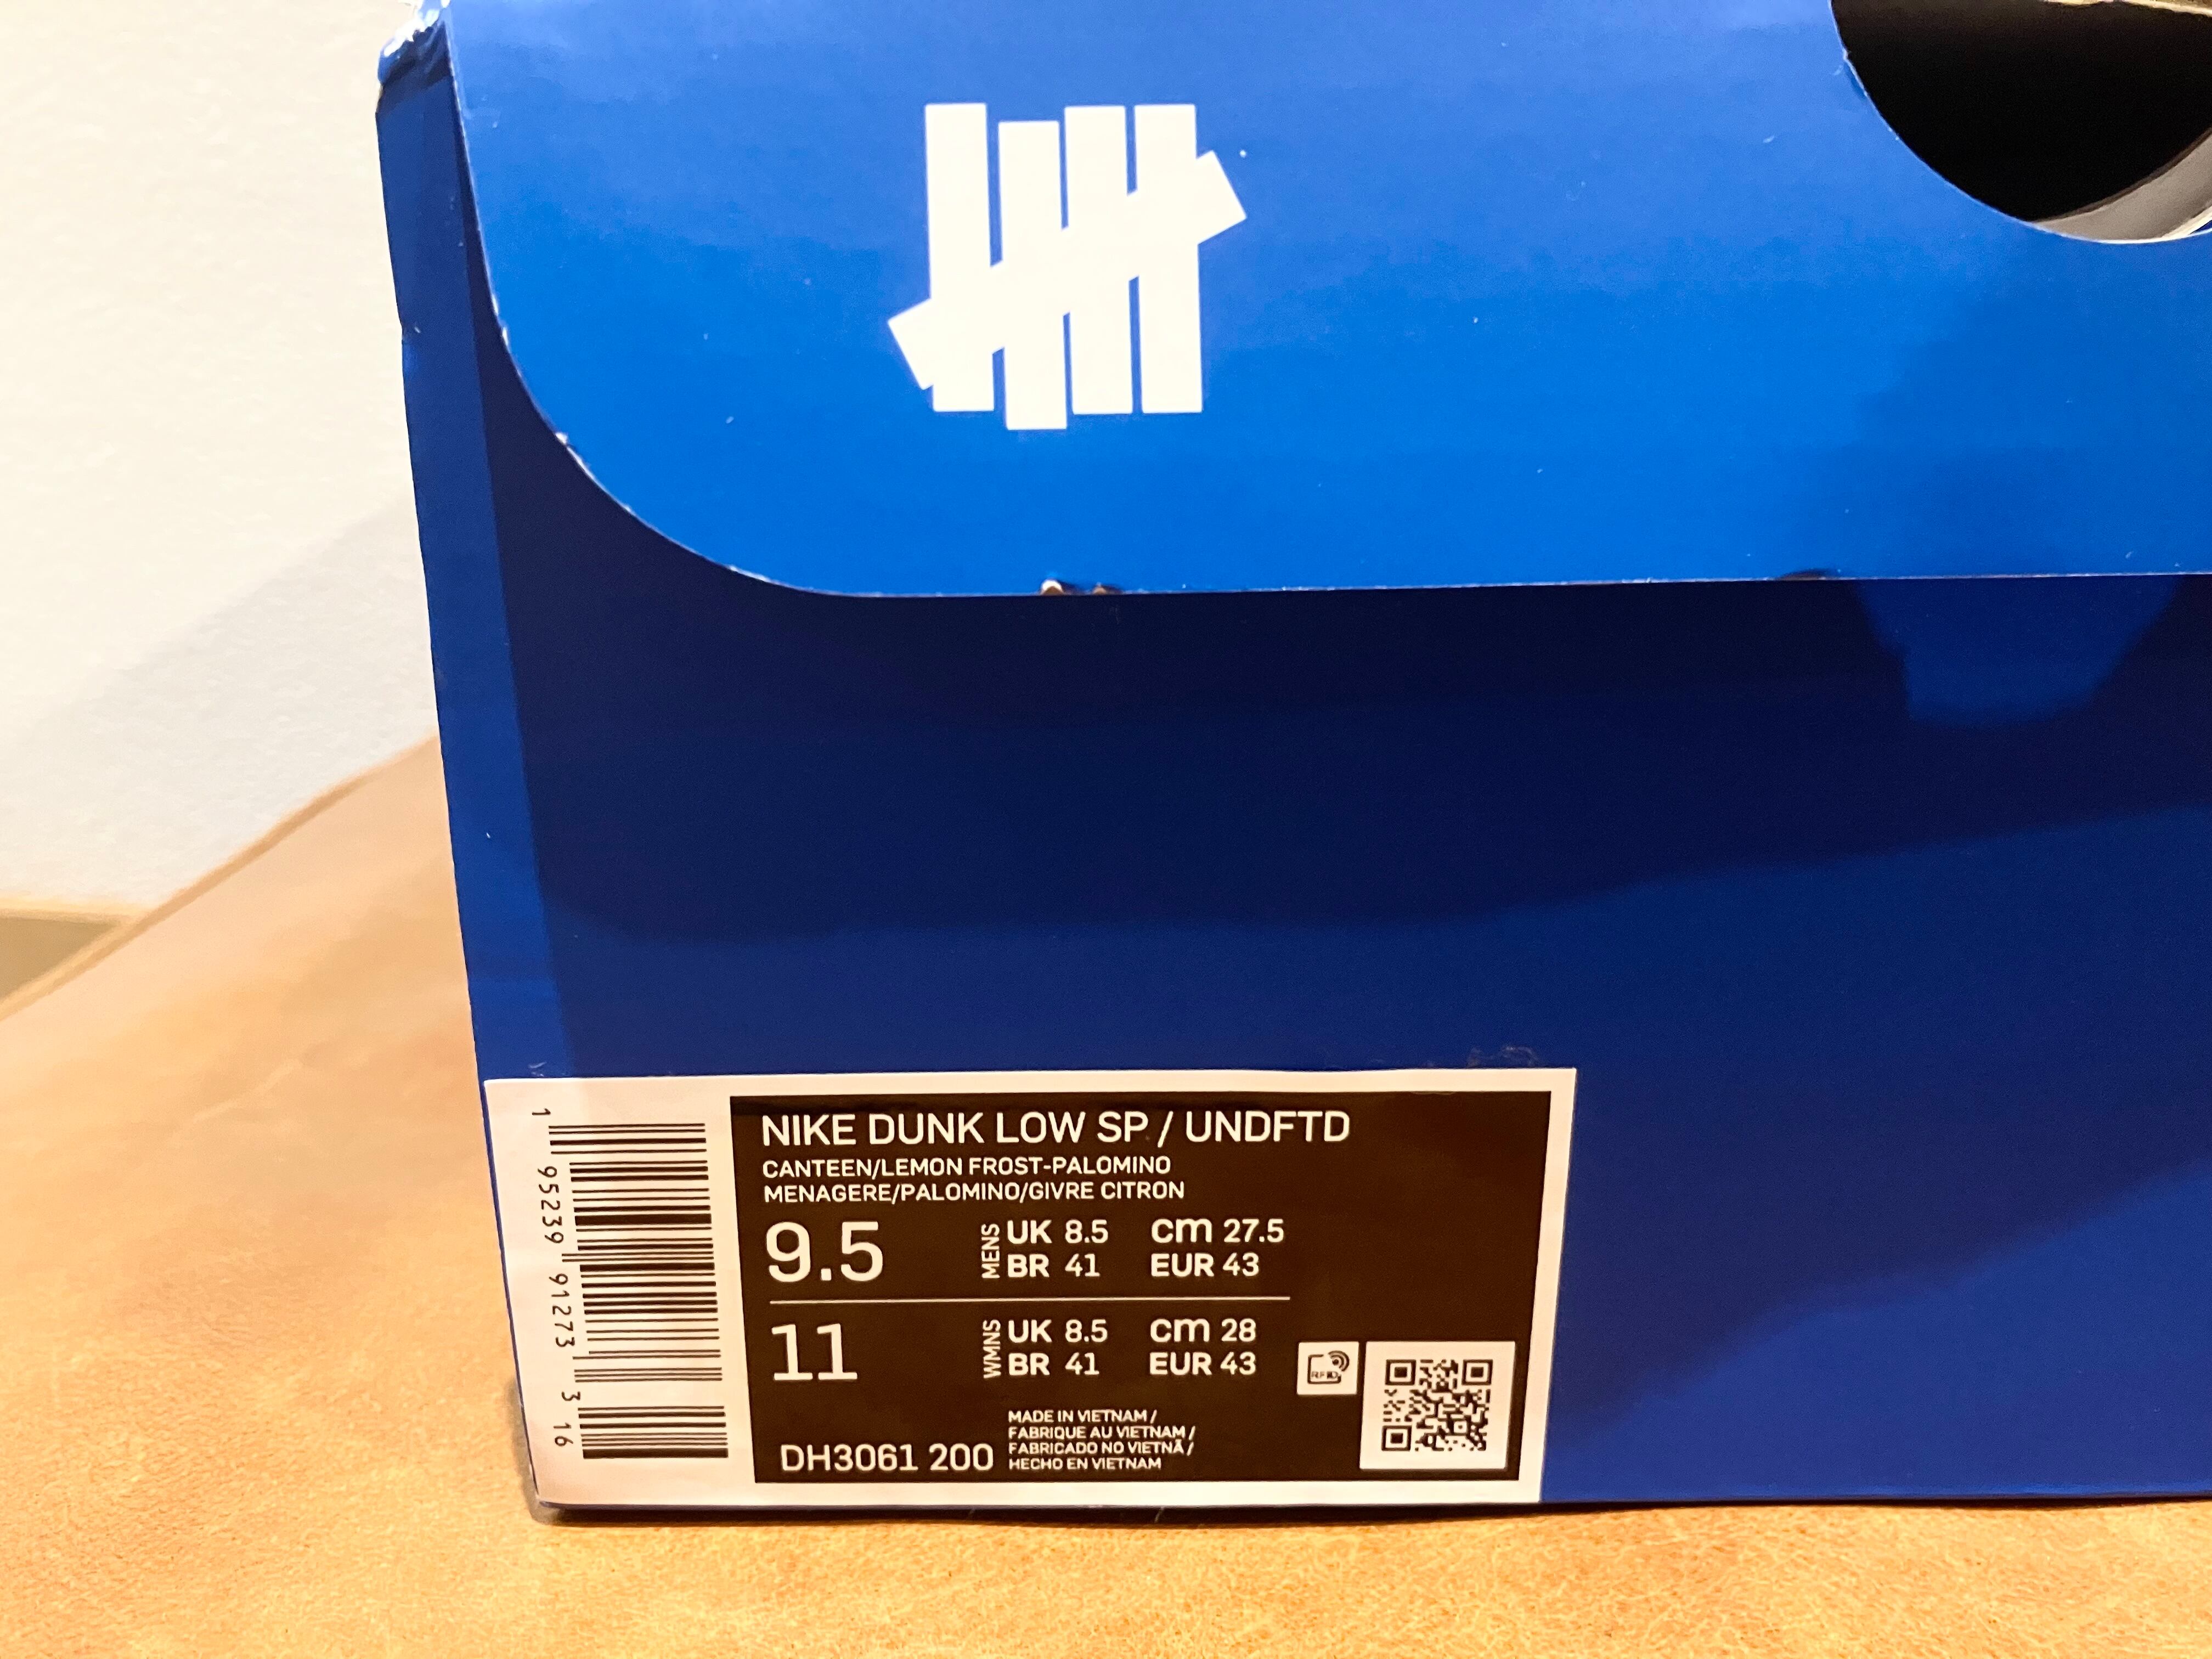 NIKE DUNK LOW SP / UNDFTD
CANTEEN/LEMON FROST-PALOMINO
MENAGERE/PALOMINO/GIVRE CITRON
9.5 MENS UK 8.5 cm 27.5
BR 41 EUR 43
11 WMNS UK 8.5 cm 28
BR 41 EUR 43
MADE IN VIETNAM /
FABRIQUE AU VIETNAM /
FABRICADO NO VIETNÃ /
HECHO EN VIETNAM
DH3061 200
RFID
1 95239 91273 3 16